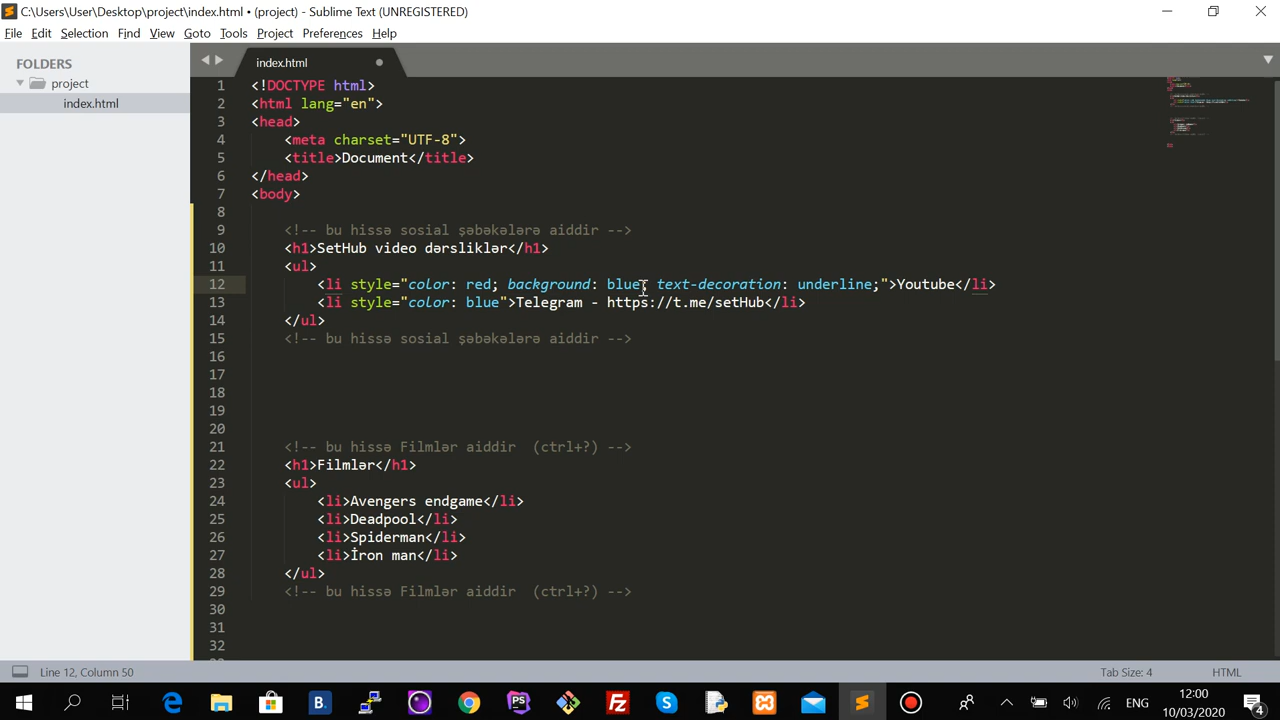 C:\Users\User\Desktop\project\index.html • (project) - Sublime Text (UNREGISTERED)
File Edit Selection Find View Goto Tools Project Preferences Help
FOLDERS
project
index.html
index.html
1 <!DOCTYPE html>
2 <html lang="en">
3 <head>
4 <meta charset="UTF-8">
5 <title>Document</title>
6 </head>
7 <body>
8
9 <!-- bu hissə sosial şəbəkələrə aiddir -->
10 <h1>SetHub video dərsliklər</h1>
11 <ul>
12 <li style="color: red; background: blue; text-decoration: underline;">Youtube</li>
13 <li style="color: blue">Telegram - https://t.me/setHub</li>
14 </ul>
15 <!-- bu hissə sosial şəbəkələrə aiddir -->
16
17
18
19
20
21 <!-- bu hissə Filmlər aiddir  (ctrl+?) -->
22 <h1>Filmlər</h1>
23 <ul>
24 <li>Avengers endgame</li>
25 <li>Deadpool</li>
26 <li>Spiderman</li>
27 <li>İron man</li>
28 </ul>
29 <!-- bu hissə Filmlər aiddir  (ctrl+?) -->
30
31
32
Line 12, Column 50
Tab Size: 4
HTML
B.
PS
Fz
ENG
12:00
10/03/2020
4